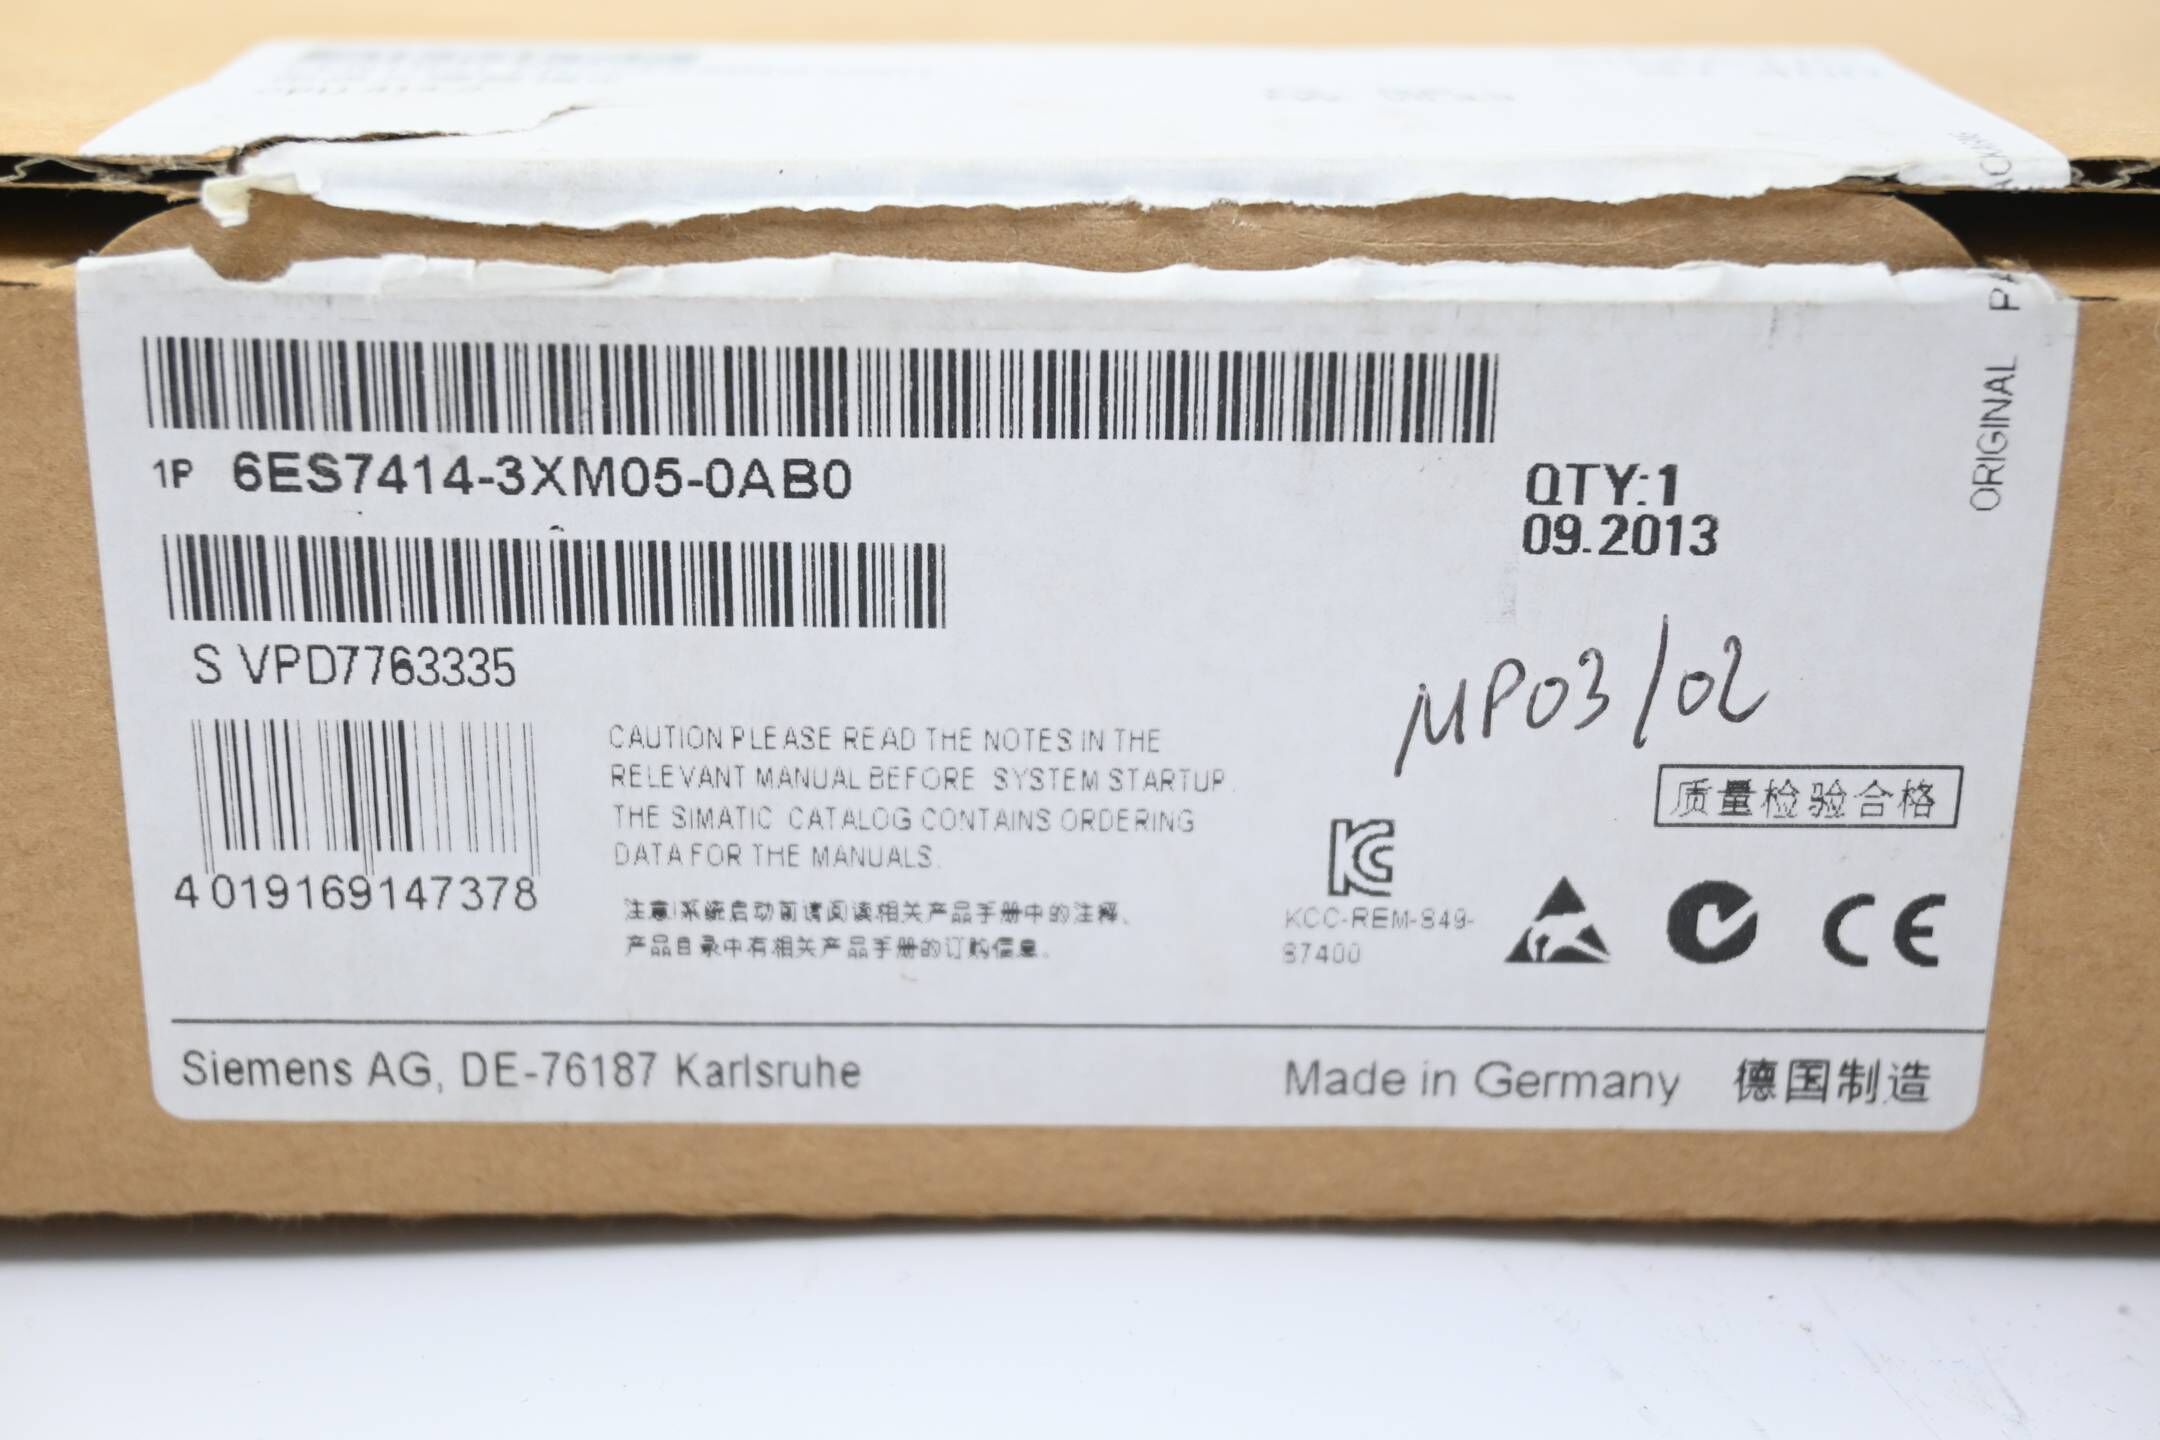 1P 6ES7414-3XM05-0AB0
QTY:1
09.2013
S VPD7763335
MP03/02
4 019169 147378
CAUTION PLEASE READ THE NOTES IN THE
RELEVANT MANUAL BEFORE SYSTEM STARTUP.
THE SIMATIC CATALOG CONTAINS ORDERING
DATA FOR THE MANUALS.
注意!系统启动前请阅读相关产品手册中的注释、
产品目录中有相关产品手册的订购信息。
质量检验合格
KCC-REM-S49-
S7400
CE
ORIGINAL
Siemens AG, DE-76187 Karlsruhe
Made in Germany 德国制造